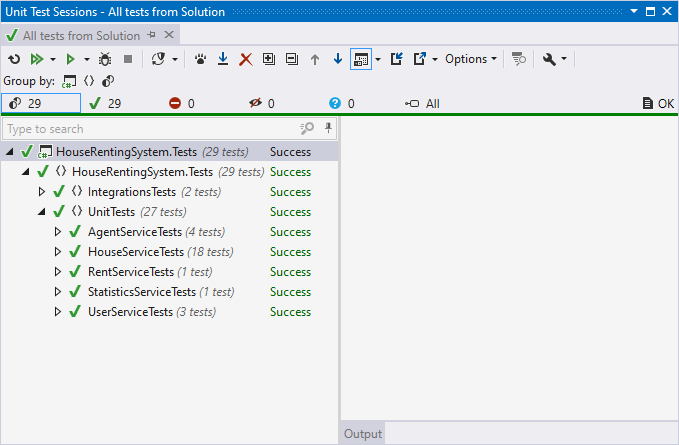 Unit Test Sessions - All tests from Solution
All tests from Solution
Options
Group by:
29 29 0 0 0 All OK
Type to search
C# HouseRentingSystem.Tests (29 tests) Success
HouseRentingSystem.Tests (29 tests) Success
IntegrationsTests (2 tests) Success
UnitTests (27 tests) Success
AgentServiceTests (4 tests) Success
HouseServiceTests (18 tests) Success
RentServiceTests (1 test) Success
StatisticsServiceTests (1 test) Success
UserServiceTests (3 tests) Success
Output